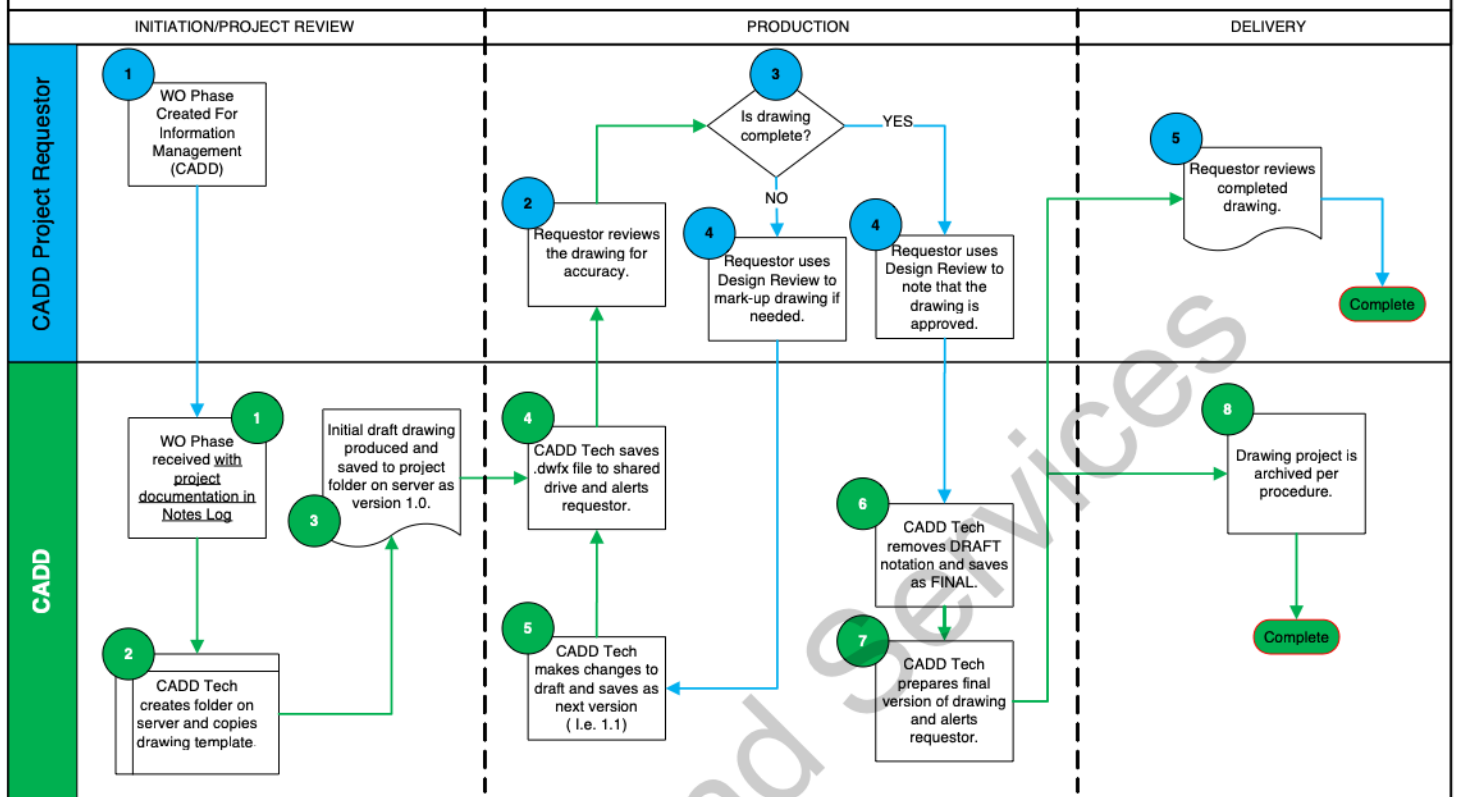 INITIATION/PROJECT REVIEW
PRODUCTION
DELIVERY
CADD Project Requestor
1
WO Phase
Created For
Information
Management
(CADD)
2
Requestor reviews
the drawing for
accuracy.
3
Is drawing
complete?
YES
NO
4
Requestor uses
Design Review to
mark-up drawing if
needed.
4
Requestor uses
Design Review to
note that the
drawing is
approved.
5
Requestor reviews
completed
drawing.
Complete
CADD
1
WO Phase
received with
project
documentation in
Notes Log
2
CADD Tech
creates folder on
server and copies
drawing template.
Initial draft drawing
produced and
saved to project
folder on server as
version 1.0.
3
4
CADD Tech saves
.dwfx file to shared
drive and alerts
requestor.
5
CADD Tech
makes changes to
draft and saves as
next version
( I.e. 1.1)
6
CADD Tech
removes DRAFT
notation and saves
as FINAL.
7
CADD Tech
prepares final
version of drawing
and alerts
requestor.
8
Drawing project is
archived per
procedure.
Complete
nd Services